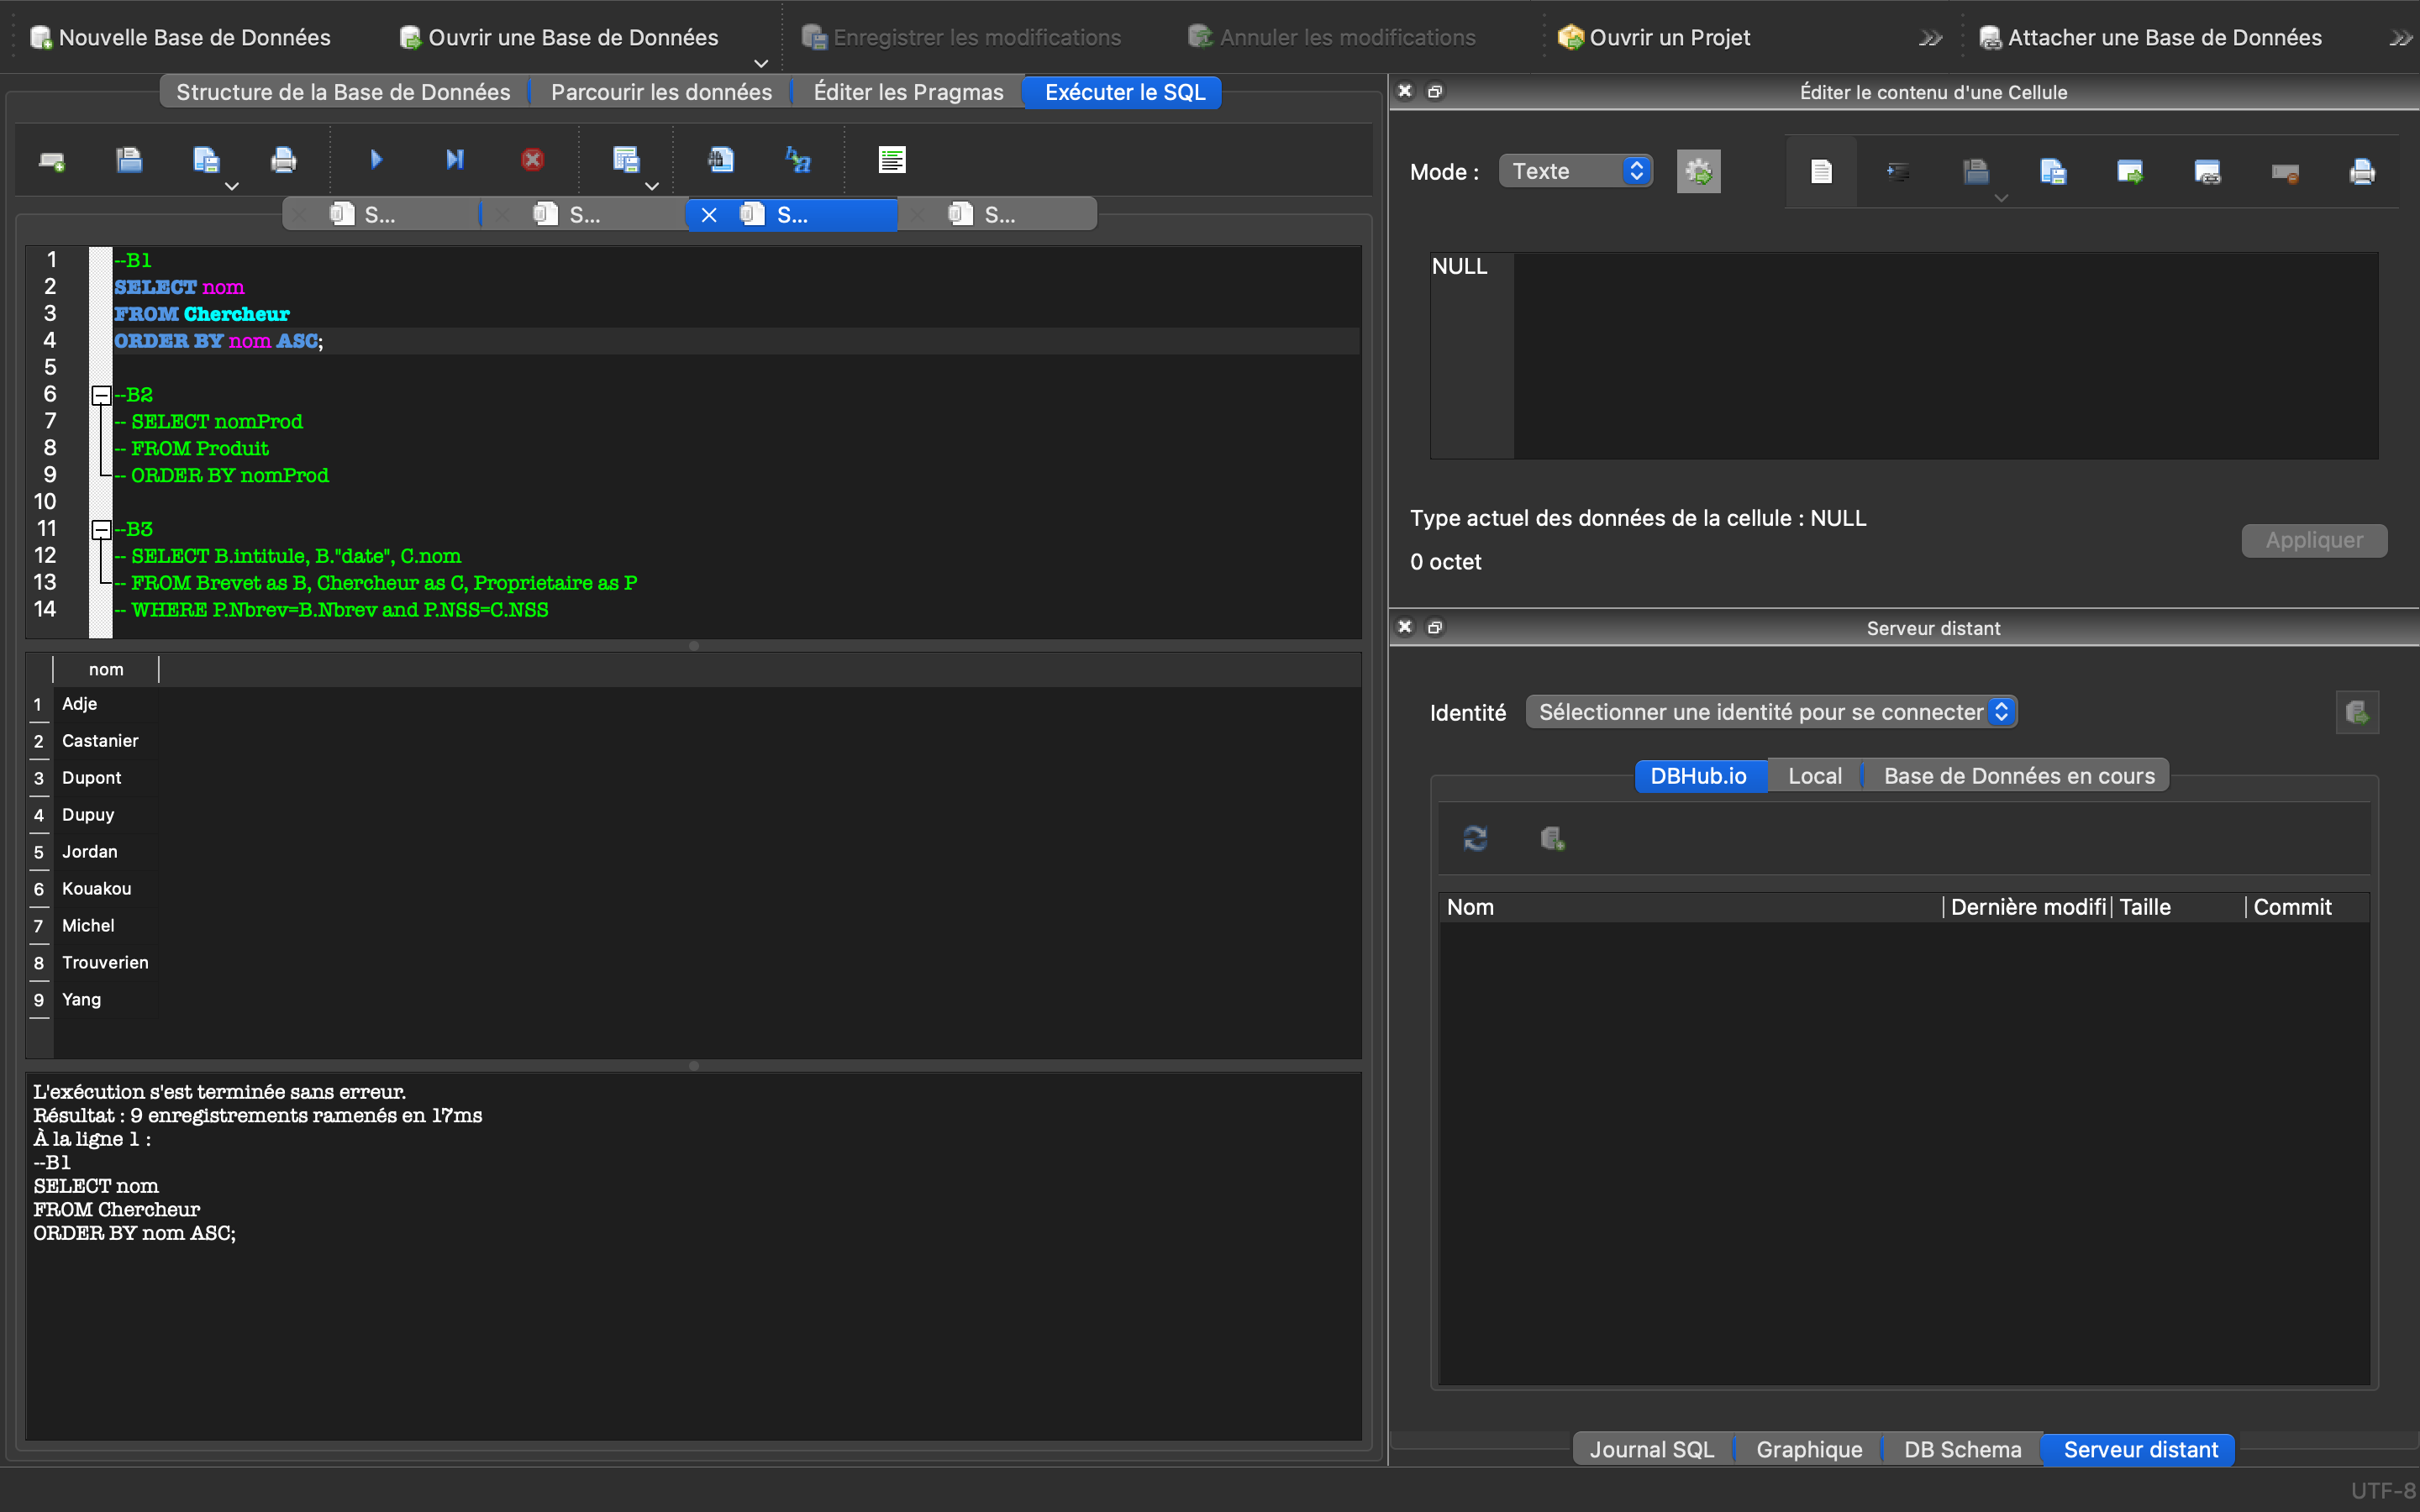 Nouvelle Base de Données
Ouvrir une Base de Données
Enregistrer les modifications
Annuler les modifications
Ouvrir un Projet
Attacher une Base de Données
Structure de la Base de Données
Parcourir les données
Éditer les Pragmas
Exécuter le SQL
S...
S...
S...
S...
1 --B1
2 SELECT nom
3 FROM Chercheur
4 ORDER BY nom ASC;
5
6 --B2
7 -- SELECT nomProd
8 -- FROM Produit
9 -- ORDER BY nomProd
10
11 --B3
12 -- SELECT B.intitule, B."date", C.nom
13 -- FROM Brevet as B, Chercheur as C, Proprietaire as P
14 -- WHERE P.Nbrev=B.Nbrev and P.NSS=C.NSS
nom
1 Adje
2 Castanier
3 Dupont
4 Dupuy
5 Jordan
6 Kouakou
7 Michel
8 Trouverien
9 Yang
L'exécution s'est terminée sans erreur.
Résultat : 9 enregistrements ramenés en 17ms
À la ligne 1 :
--B1
SELECT nom
FROM Chercheur
ORDER BY nom ASC;
Éditer le contenu d'une Cellule
Mode : Texte
NULL
Type actuel des données de la cellule : NULL
0 octet
Appliquer
Serveur distant
Identité Sélectionner une identité pour se connecter
DBHub.io
Local
Base de Données en cours
Nom
Dernière modifi
Taille
Commit
Journal SQL
Graphique
DB Schema
Serveur distant
UTF-8